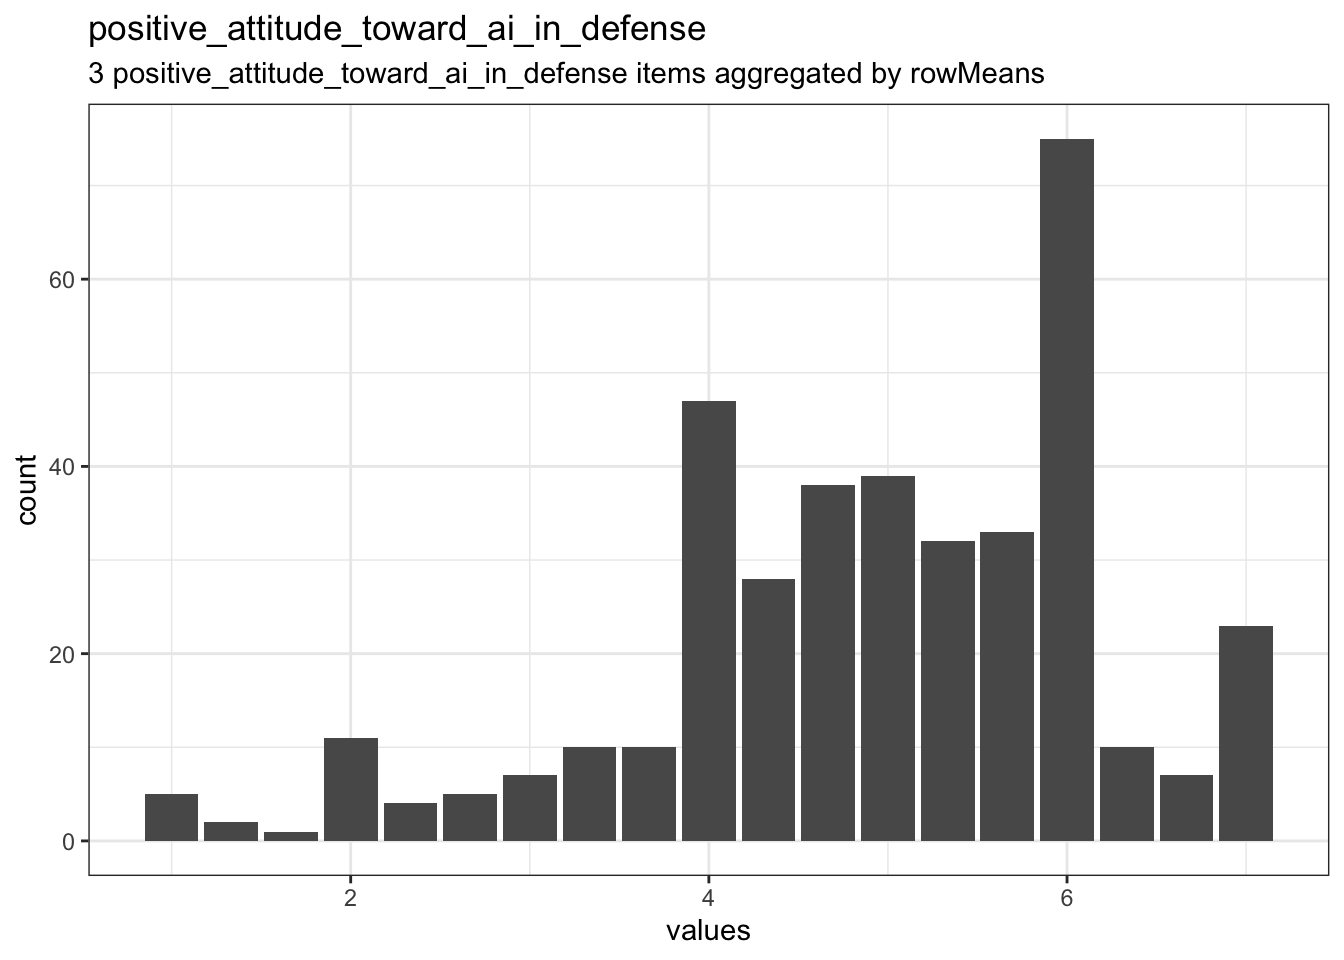 positive_attitude_toward_ai_in_defense
3 positive_attitude_toward_ai_in_defense items aggregated by rowMeans
60
40
20
0
count
2 4 6
values